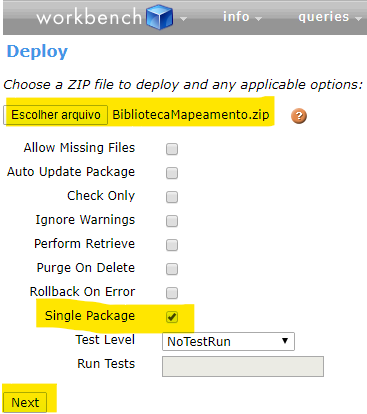 workbench info queries
Deploy
Choose a ZIP file to deploy and any applicable options:
Escolher arquivo BibliotecaMapeamento.zip ?
Allow Missing Files
Auto Update Package
Check Only
Ignore Warnings
Perform Retrieve
Purge On Delete
Rollback On Error
Single Package
Test Level NoTestRun
Run Tests
Next